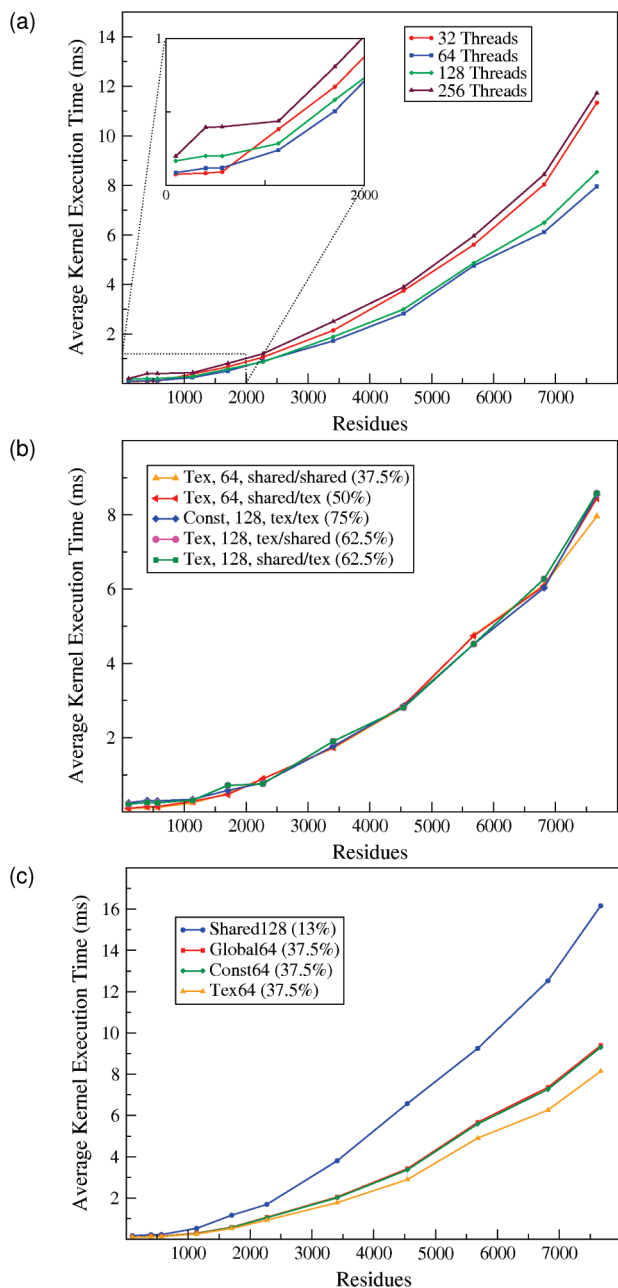 (a)
Average Kernel Execution Time (ms)
14
12
10
8
6
4
2
1
0
2000
32 Threads
64 Threads
128 Threads
256 Threads
1000 2000 3000 4000 5000 6000 7000
Residues
(b)
Average Kernel Execution Time (ms)
8
6
4
2
Tex, 64, shared/shared (37.5%)
Tex, 64, shared/tex (50%)
Const, 128, tex/tex (75%)
Tex, 128, tex/shared (62.5%)
Tex, 128, shared/tex (62.5%)
1000 2000 3000 4000 5000 6000 7000
Residues
(c)
Average Kernel Execution Time (ms)
16
14
12
10
8
6
4
2
Shared128 (13%)
Global64 (37.5%)
Const64 (37.5%)
Tex64 (37.5%)
1000 2000 3000 4000 5000 6000 7000
Residues